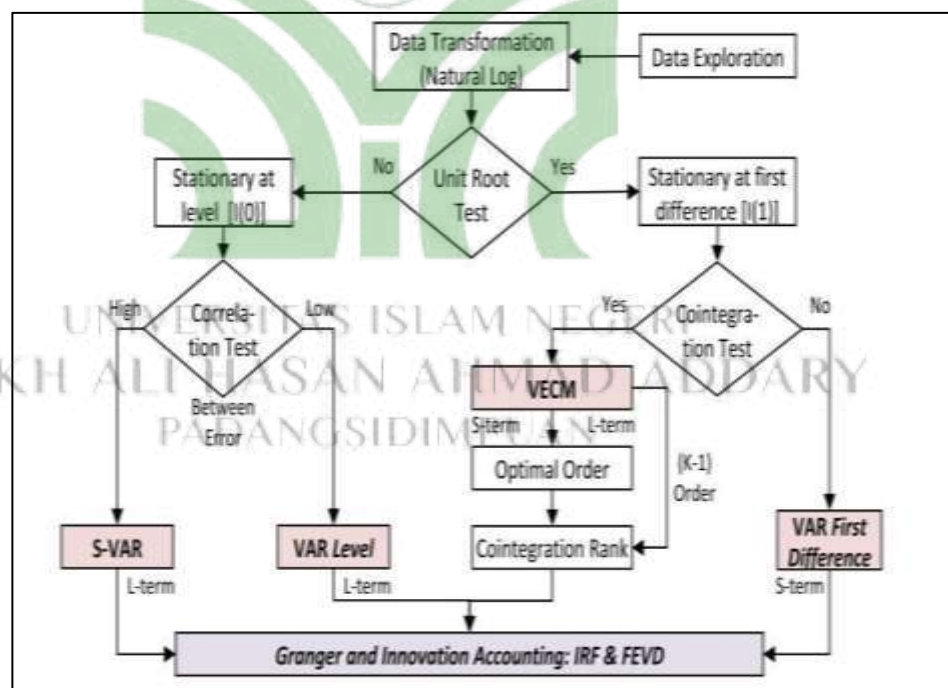 Data Transformation
(Natural Log)
Data Exploration
Unit Root
Test
No
Yes
Stationary at
level [I(0)]
Stationary at first
difference [I(1)]
High
Correla-
tion Test
Low
Between
Error
Yes
Cointegra-
tion Test
No
UNIVERSITAS ISLAM NEGERI
KH ALI HASAN AHMAD ADDARY
PADANGSIDIMPUAN
VECM
S-term
L-term
Optimal Order
(K-1)
Order
Cointegration Rank
S-VAR
L-term
VAR Level
L-term
VAR First
Difference
S-term
Granger and Innovation Accounting: IRF & FEVD